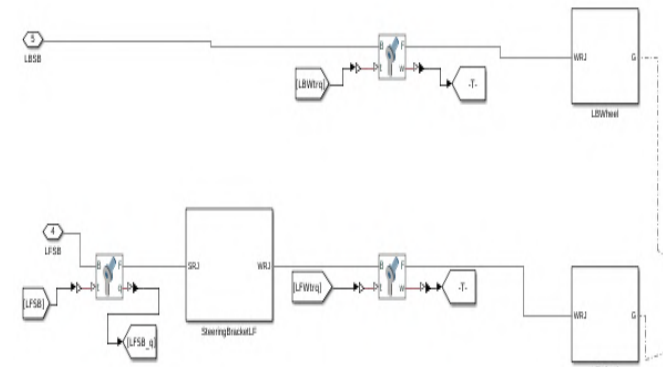 5
LBSB
[LBWtrq]
B
F
t
w
-T-
WRJ
G
LBWheel
4
LFSB
[LFSB]
B
F
t
q
[LFSB_q]
SRJ
WRJ
SteeringBracketLF
[LFWtrq]
B
F
t
w
-T-
WRJ
G